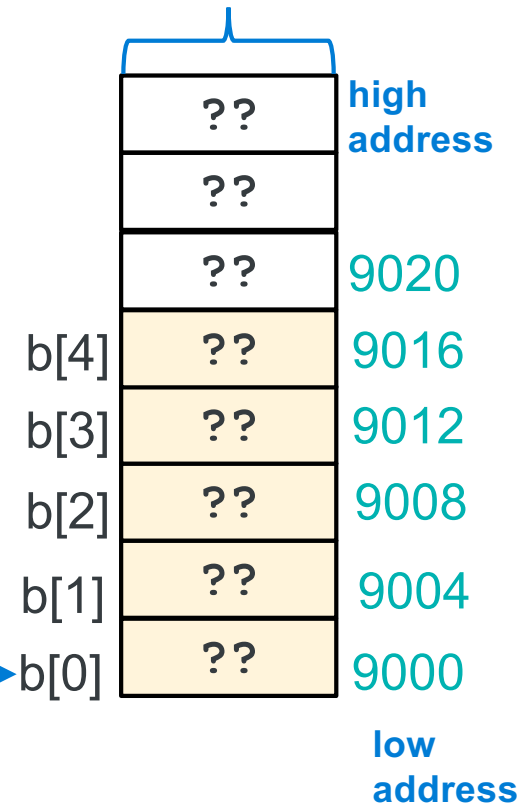 ?? high
address
??
?? 9020
b[4] ?? 9016
b[3] ?? 9012
b[2] ?? 9008
b[1] ?? 9004
b[0] ?? 9000
low
address